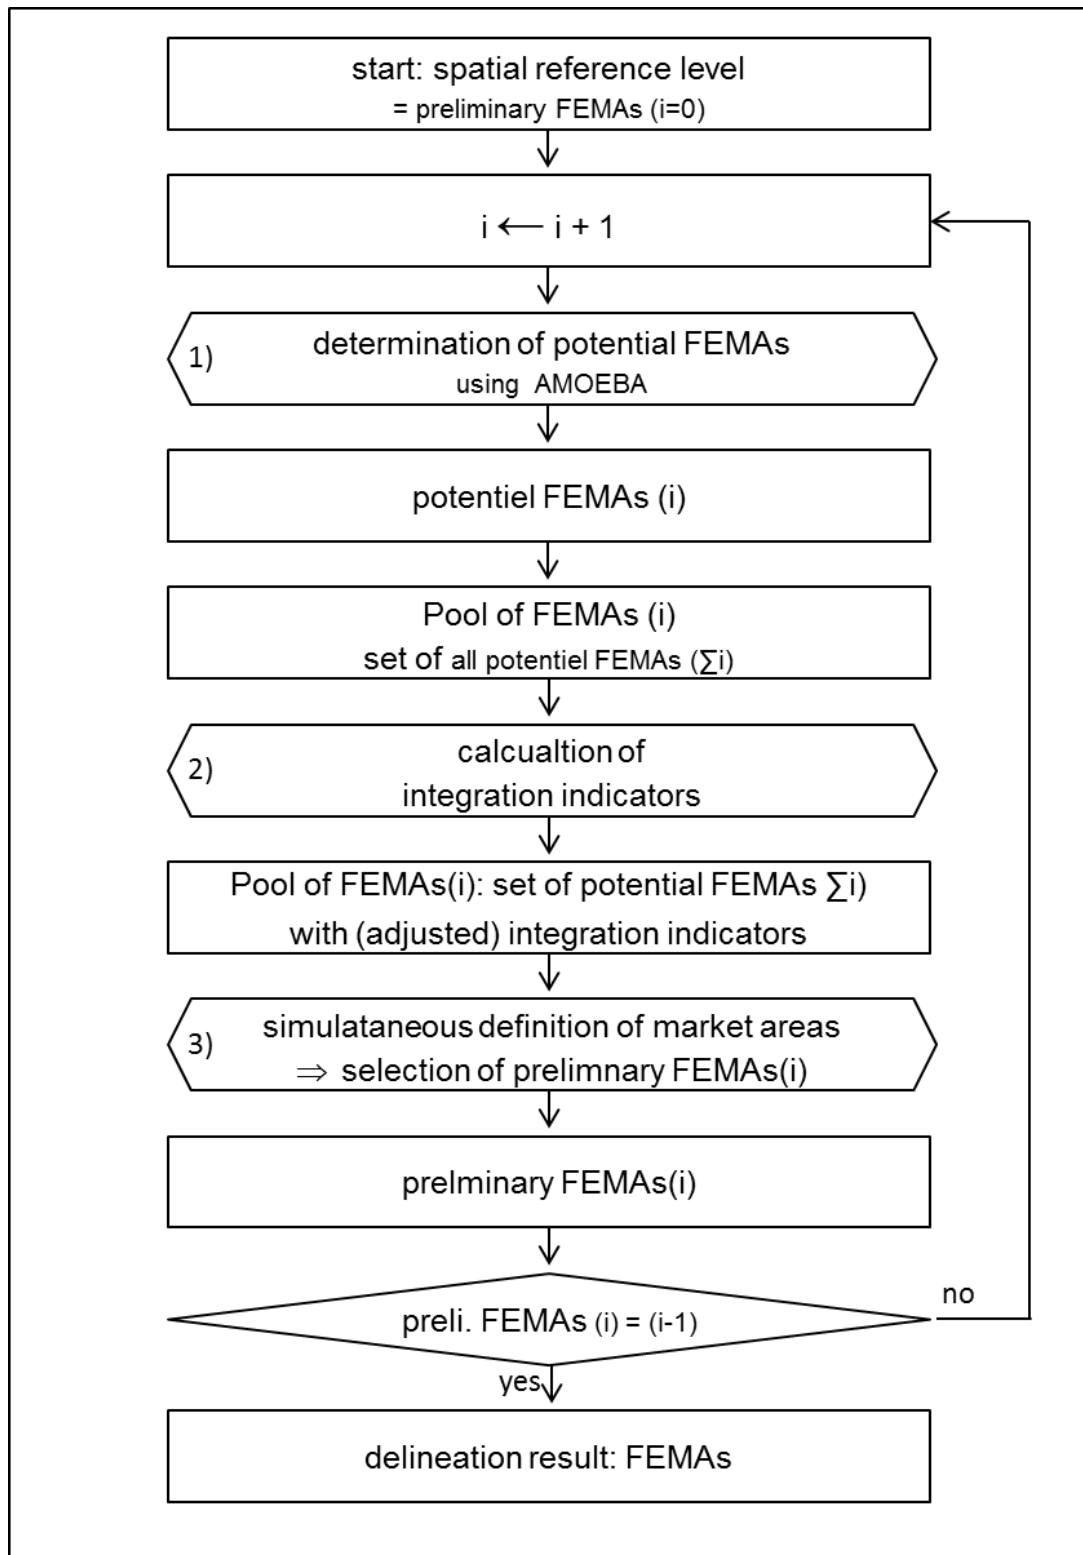 start: spatial reference level
= preliminary FEMAs (i=0)
i ⟵ i + 1
1)
determination of potential FEMAs
using AMOEBA
potentiel FEMAs (i)
Pool of FEMAs (i)
set of all potentiel FEMAs (∑i)
2)
calcualtion of
integration indicators
Pool of FEMAs(i): set of potential FEMAs ∑i)
with (adjusted) integration indicators
3)
simulataneous definition of market areas
⇒ selection of prelimnary FEMAs(i)
prelminary FEMAs(i)
preli. FEMAs (i) = (i-1)
no
yes
delineation result: FEMAs